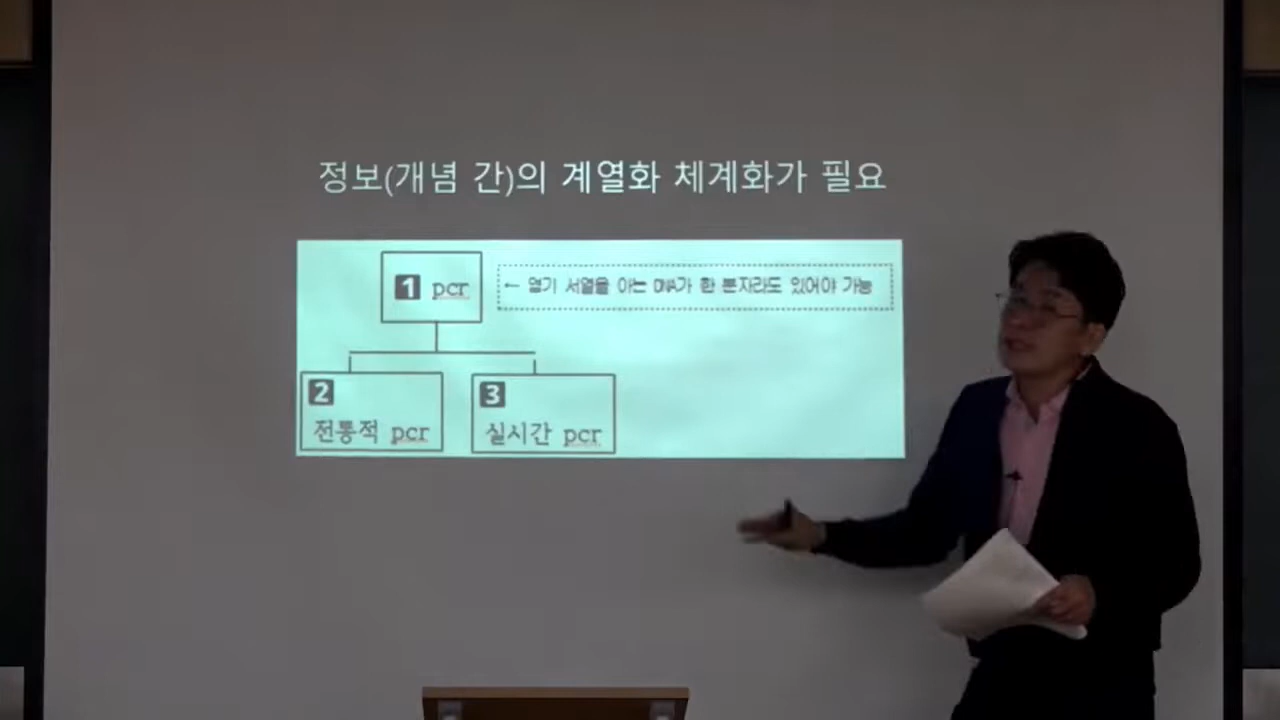 정보(개념 간)의 계열화 체계화가 필요
1 pcr
← 염기 서열을 아는 DNA가 한 분자라도 있어야 가능
2
전통적 pcr
3
실시간 pcr